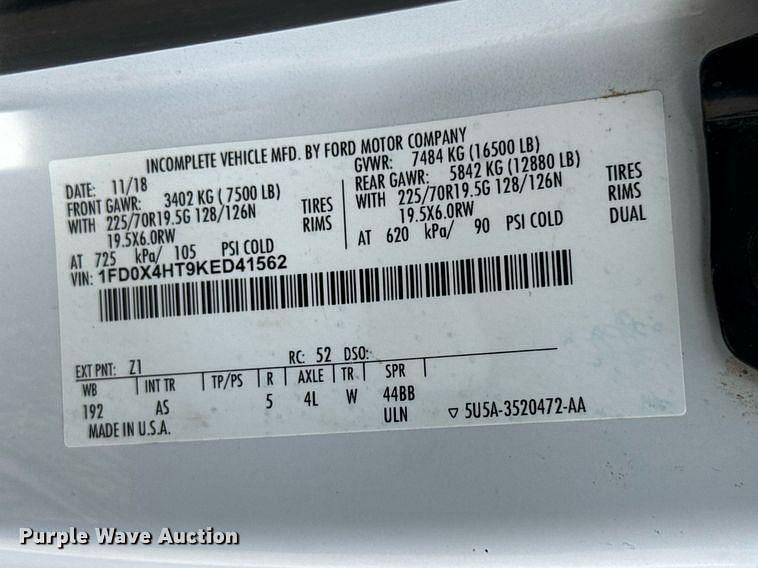 INCOMPLETE VEHICLE MFD. BY FORD MOTOR COMPANY
DATE: 11/18 GVWR: 7484 KG (16500 LB)
FRONT GAWR: 3402 KG ( 7500 LB) REAR GAWR: 5842 KG (12880 LB)
WITH 225/70R19.5G 128/126N TIRES WITH 225/70R19.5G 128/126N TIRES
19.5X6.0RW RIMS 19.5X6.0RW RIMS
AT 725 kPa/ 105 PSI COLD AT 620 kPa/ 90 PSI COLD DUAL
VIN: 1FD0X4HT9KED41562
EXT PNT: Z1 RC: 52 DSO:
WB INT TR TP/PS R AXLE TR SPR
192 AS 5 4L W 44BB
MADE IN U.S.A. ULN ▽ 5U5A-3520472-AA
Purple Wave Auction